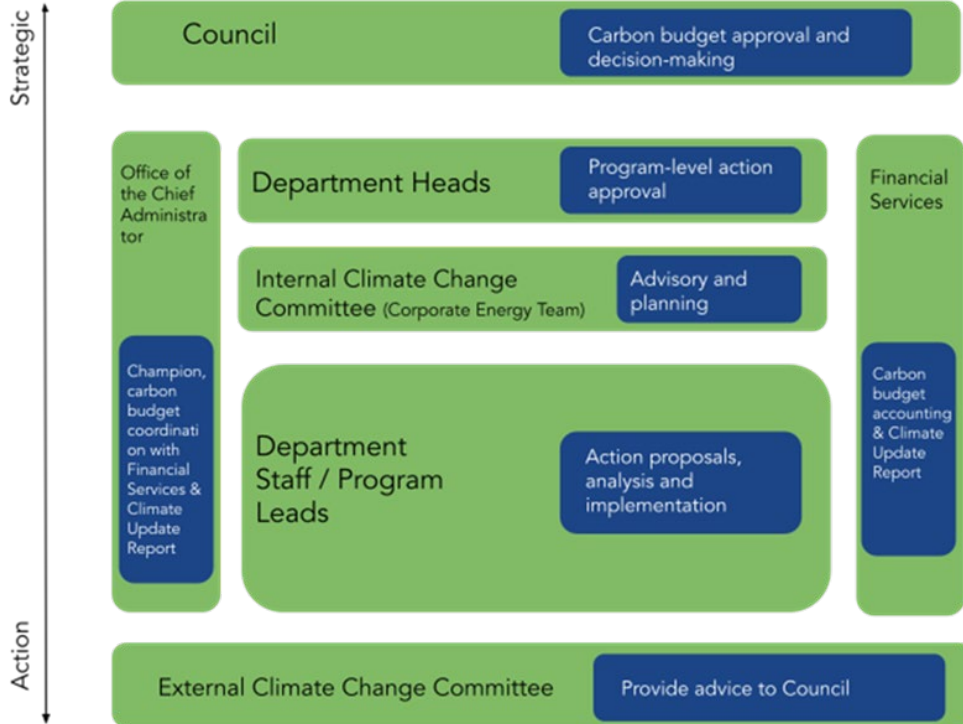 Strategic
Council
Carbon budget approval and
decision-making
Office of
the Chief
Administra
tor
Champion,
carbon
budget
coordinati
on with
Financial
Services &
Climate
Update
Report
Department Heads
Program-level action
approval
Internal Climate Change
Committee (Corporate Energy Team)
Advisory and
planning
Department
Staff / Program
Leads
Action proposals,
analysis and
implementation
Financial
Services
Carbon
budget
accounting
& Climate
Update
Report
Action
External Climate Change Committee
Provide advice to Council